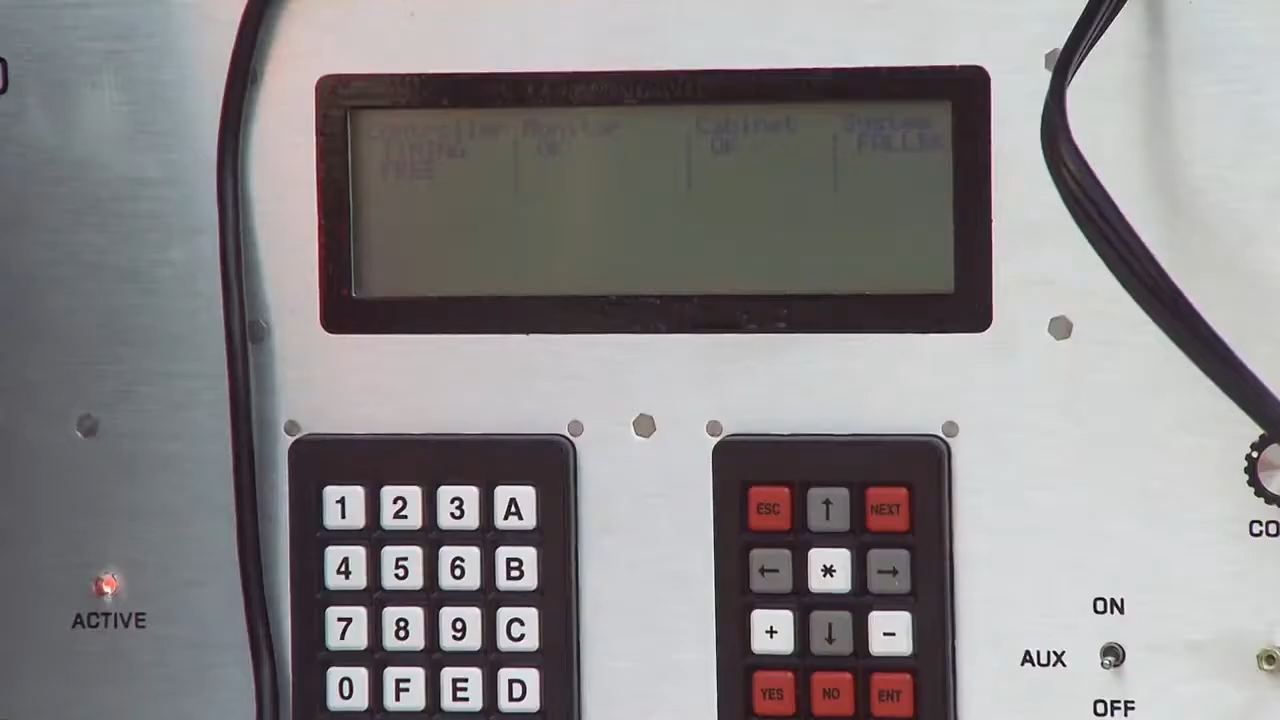 Controller Monitor Cabinet System
TIMING OK OK FALLBK
FREE
1 2 3 A
4 5 6 B
7 8 9 C
0 F E D
ESC ↑ NEXT
← * →
+ ↓ -
YES NO ENT
ACTIVE
ON
AUX
OFF